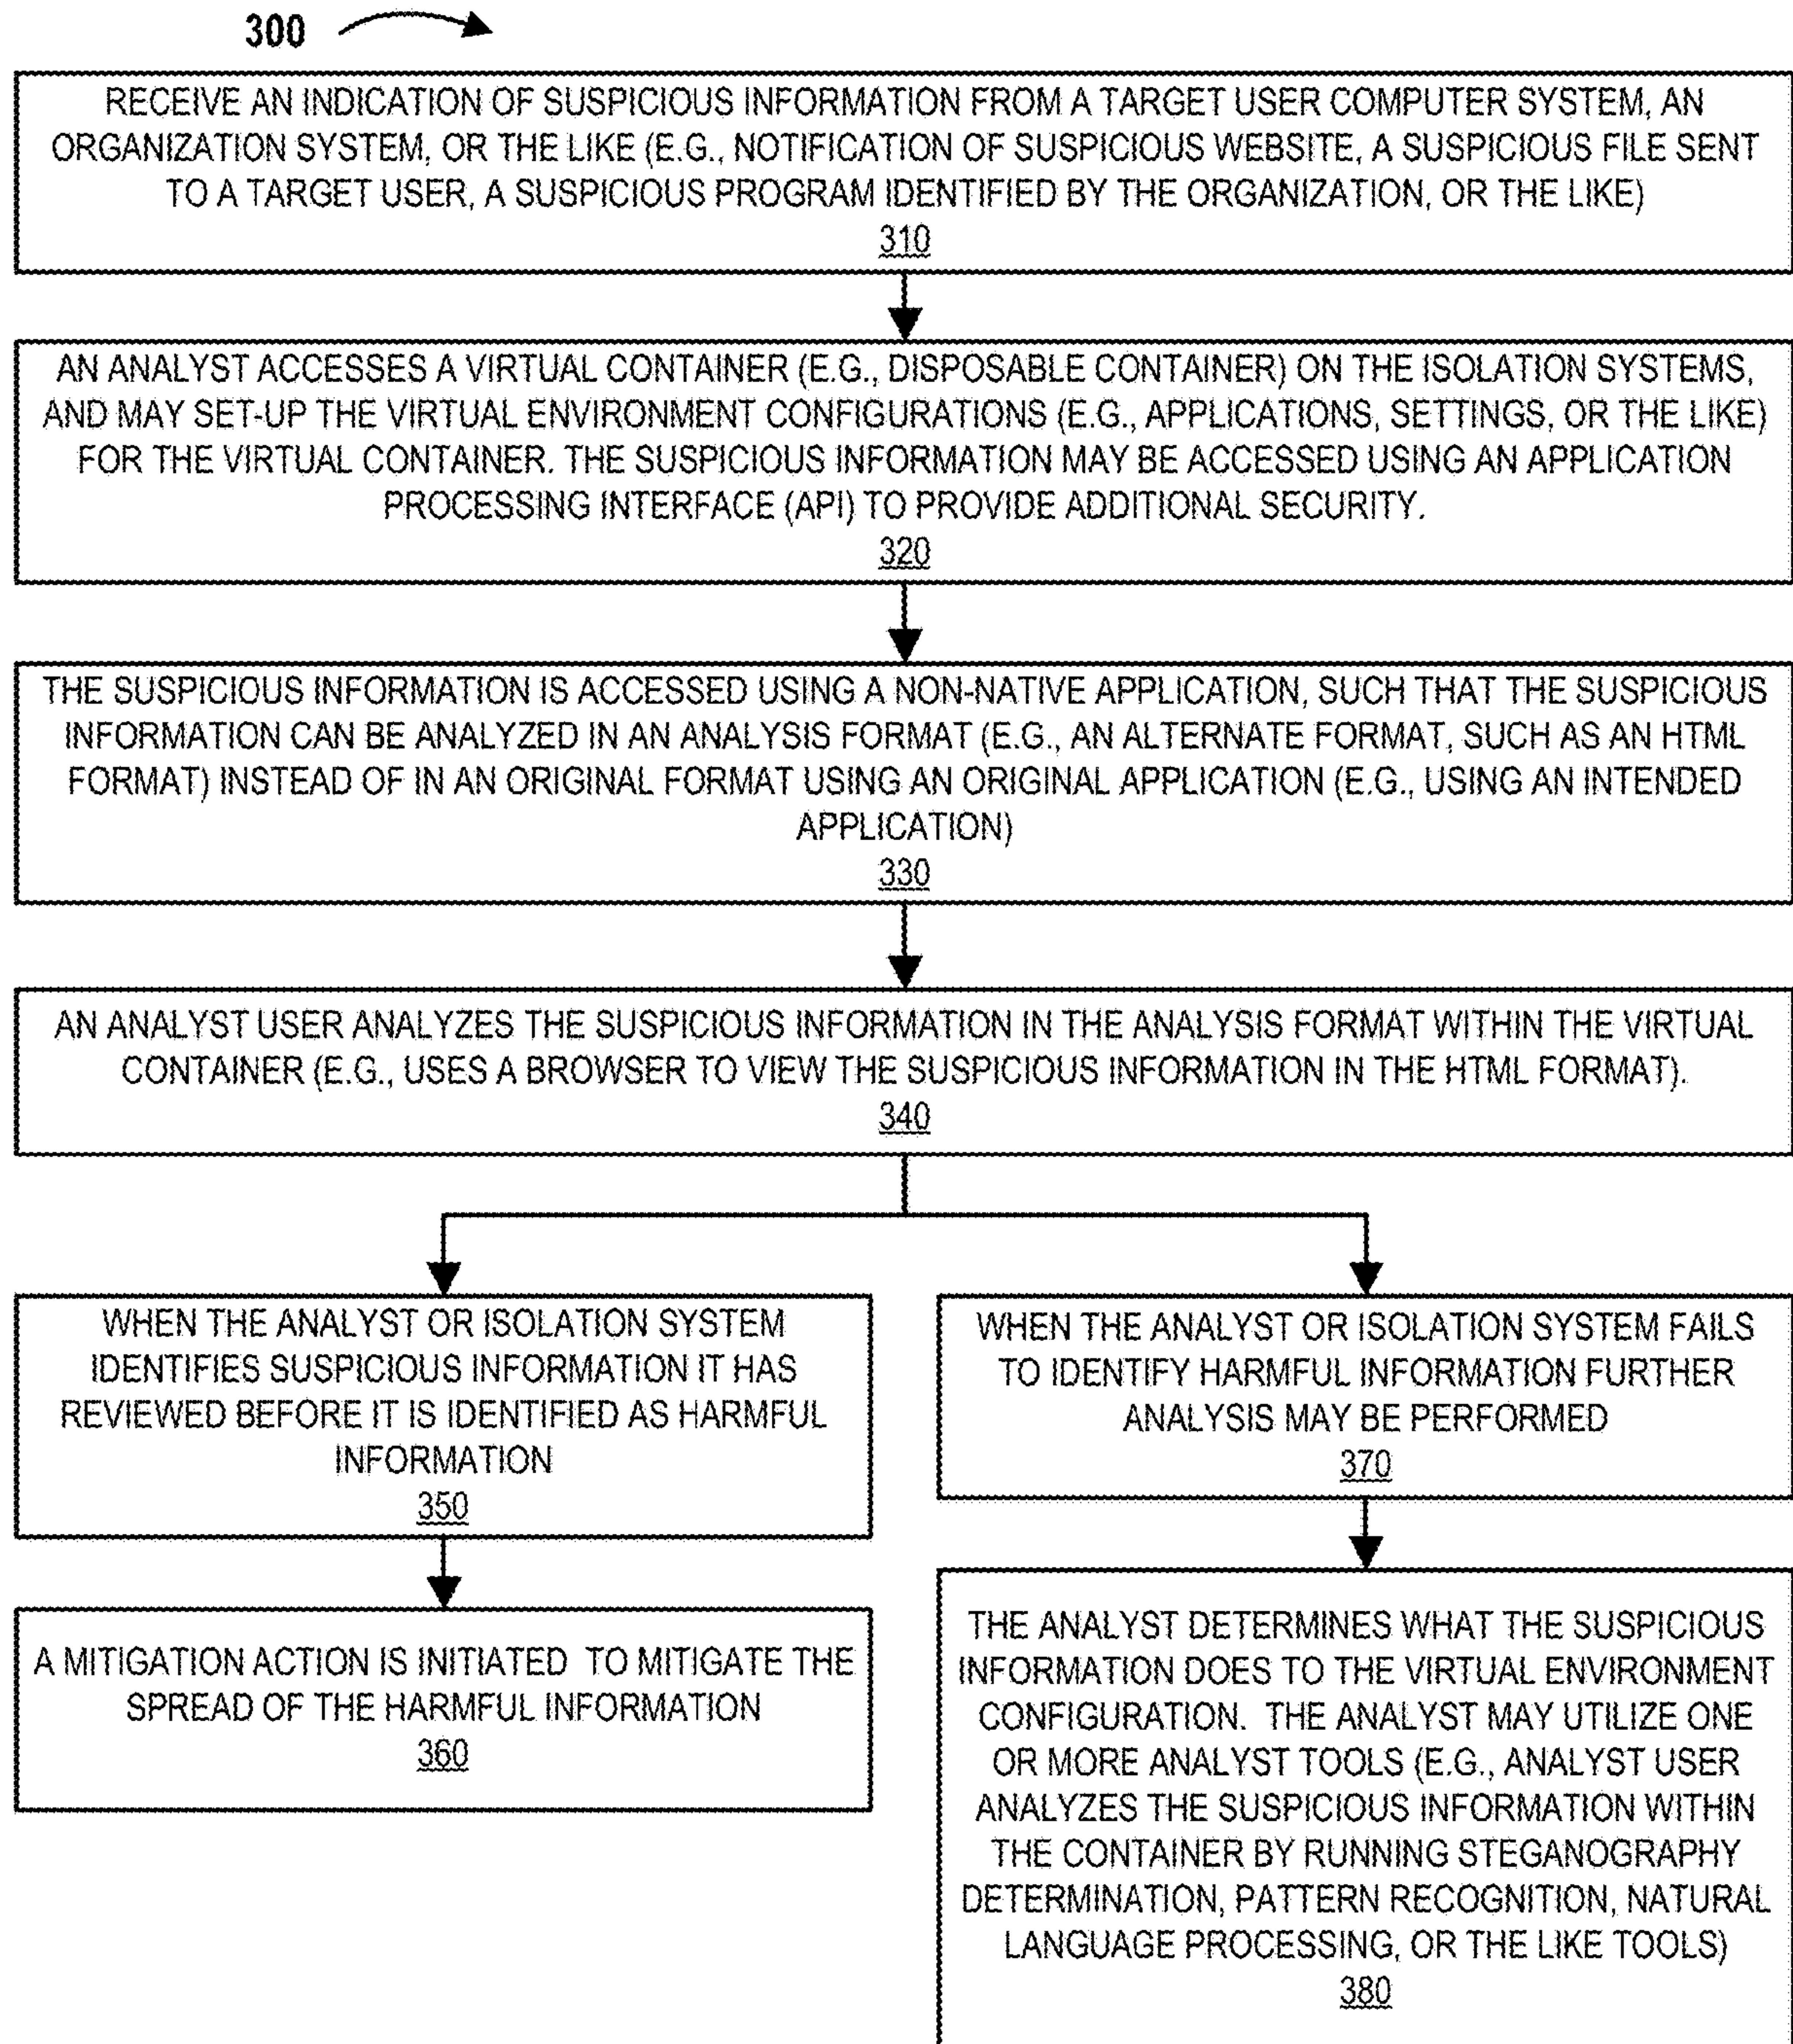 300
RECEIVE AN INDICATION OF SUSPICIOUS INFORMATION FROM A TARGET USER COMPUTER SYSTEM, AN
ORGANIZATION SYSTEM, OR THE LIKE (E.G., NOTIFICATION OF SUSPICIOUS WEBSITE, A SUSPICIOUS FILE SENT
TO A TARGET USER, A SUSPICIOUS PROGRAM IDENTIFIED BY THE ORGANIZATION, OR THE LIKE)
310
AN ANALYST ACCESSES A VIRTUAL CONTAINER (E.G., DISPOSABLE CONTAINER) ON THE ISOLATION SYSTEMS,
AND MAY SET-UP THE VIRTUAL ENVIRONMENT CONFIGURATIONS (E.G., APPLICATIONS, SETTINGS, OR THE LIKE)
FOR THE VIRTUAL CONTAINER. THE SUSPICIOUS INFORMATION MAY BE ACCESSED USING AN APPLICATION
PROCESSING INTERFACE (API) TO PROVIDE ADDITIONAL SECURITY.
320
THE SUSPICIOUS INFORMATION IS ACCESSED USING A NON-NATIVE APPLICATION, SUCH THAT THE SUSPICIOUS
INFORMATION CAN BE ANALYZED IN AN ANALYSIS FORMAT (E.G., AN ALTERNATE FORMAT, SUCH AS AN HTML
FORMAT) INSTEAD OF IN AN ORIGINAL FORMAT USING AN ORIGINAL APPLICATION (E.G., USING AN INTENDED
APPLICATION)
330
AN ANALYST USER ANALYZES THE SUSPICIOUS INFORMATION IN THE ANALYSIS FORMAT WITHIN THE VIRTUAL
CONTAINER (E.G., USES A BROWSER TO VIEW THE SUSPICIOUS INFORMATION IN THE HTML FORMAT).
340
WHEN THE ANALYST OR ISOLATION SYSTEM
IDENTIFIES SUSPICIOUS INFORMATION IT HAS
REVIEWED BEFORE IT IS IDENTIFIED AS HARMFUL
INFORMATION
350
A MITIGATION ACTION IS INITIATED TO MITIGATE THE
SPREAD OF THE HARMFUL INFORMATION
360
WHEN THE ANALYST OR ISOLATION SYSTEM FAILS
TO IDENTIFY HARMFUL INFORMATION FURTHER
ANALYSIS MAY BE PERFORMED
370
THE ANALYST DETERMINES WHAT THE SUSPICIOUS
INFORMATION DOES TO THE VIRTUAL ENVIRONMENT
CONFIGURATION. THE ANALYST MAY UTILIZE ONE
OR MORE ANALYST TOOLS (E.G., ANALYST USER
ANALYZES THE SUSPICIOUS INFORMATION WITHIN
THE CONTAINER BY RUNNING STEGANOGRAPHY
DETERMINATION, PATTERN RECOGNITION, NATURAL
LANGUAGE PROCESSING, OR THE LIKE TOOLS)
380